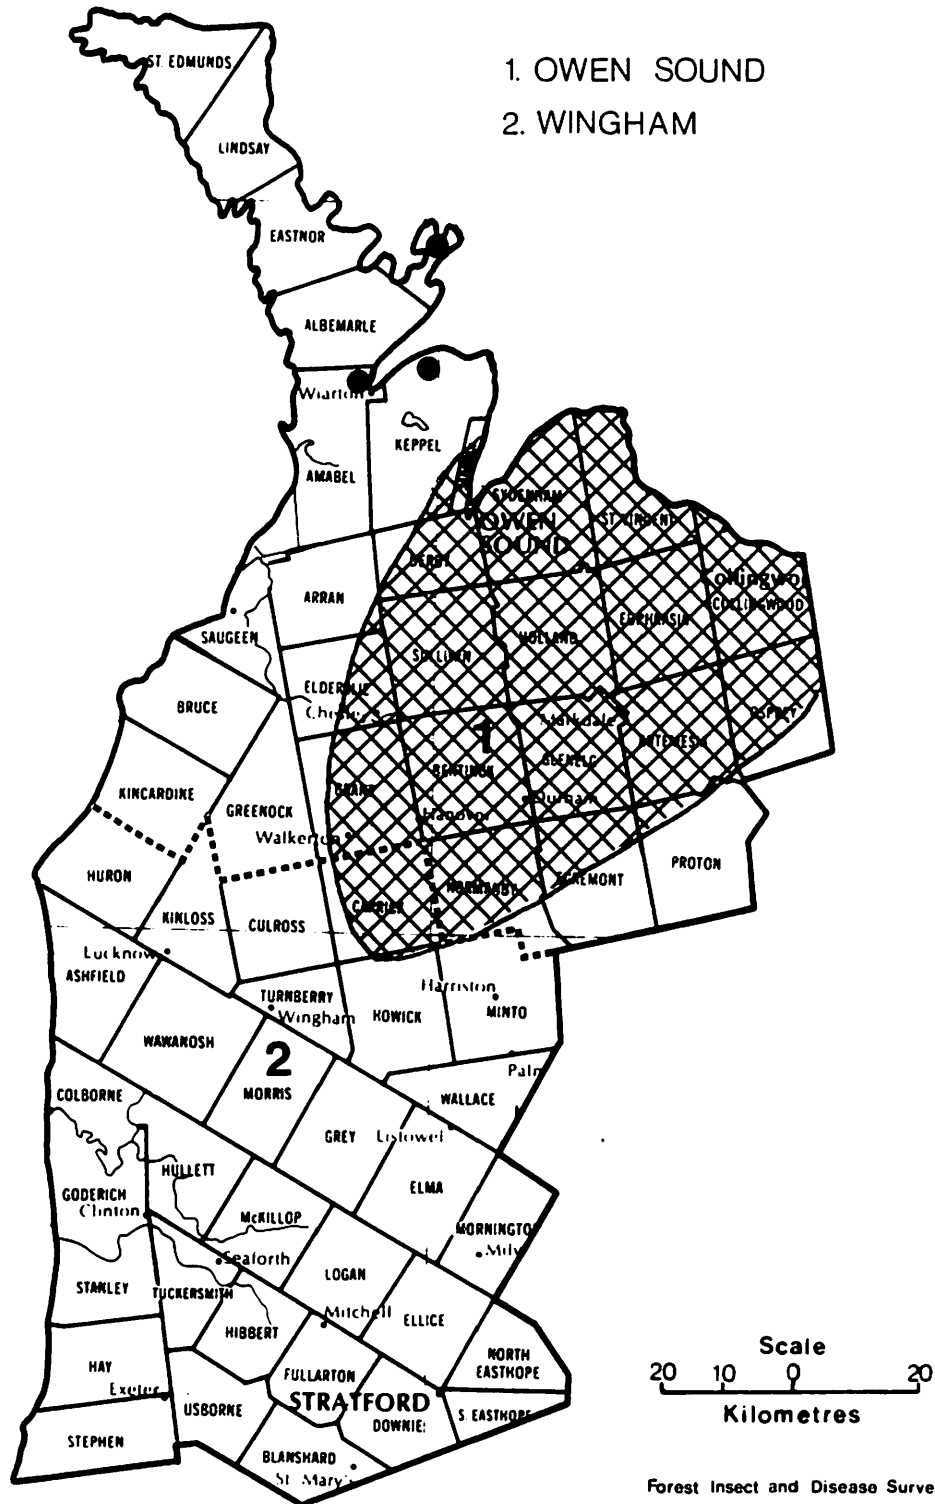 1. OWEN SOUND
2. WINGHAM
ST. EDMUNDS
LINDSAY
EASTNOR
ALBEMARLE
Wiarton
KEPPEL
AMABEL
SYDENHAM
OWEN
SOUND
ST VINCENT
DERBY
Collingwo
COLLINGWOOD
ARRAN
EUPHRASIA
SAUGEEN
HOLLAND
SULLIVAN
ELDERSLIE
Chesley
BRUCE
OSPREY
Markdale
1
ARTEMESIA
GLENELG
BENTINCK
BRANT
KINCARDINE
Durham
GREENOCK
Hanover
Walkerton
PROTON
HURON
EGREMONT
NORMANBY
CARRICK
KINLOSS
CULROSS
Lucknow
ASHFIELD
Harriston
TURNBERRY
Wingham
HOWICK
MINTO
WAWANOSH
2
MORRIS
Palm
COLBORNE
WALLACE
GREY
Listowel
HULLETT
ELMA
GODERICH
Clinton
McKILLOP
MORNINGTO
Milv
Seaforth
LOGAN
STANLEY
TUCKERSMITH
Mitchell
ELLICE
HIBBERT
NORTH
EASTHOPE
Scale
HAY
Exeter
FULLARTON
20 10 0 20
USBORNE
STRATFORD
DOWNIE
S. EASTHOPE
Kilometres
STEPHEN
BLANSHARD
St. Mary's
Forest Insect and Disease Surve